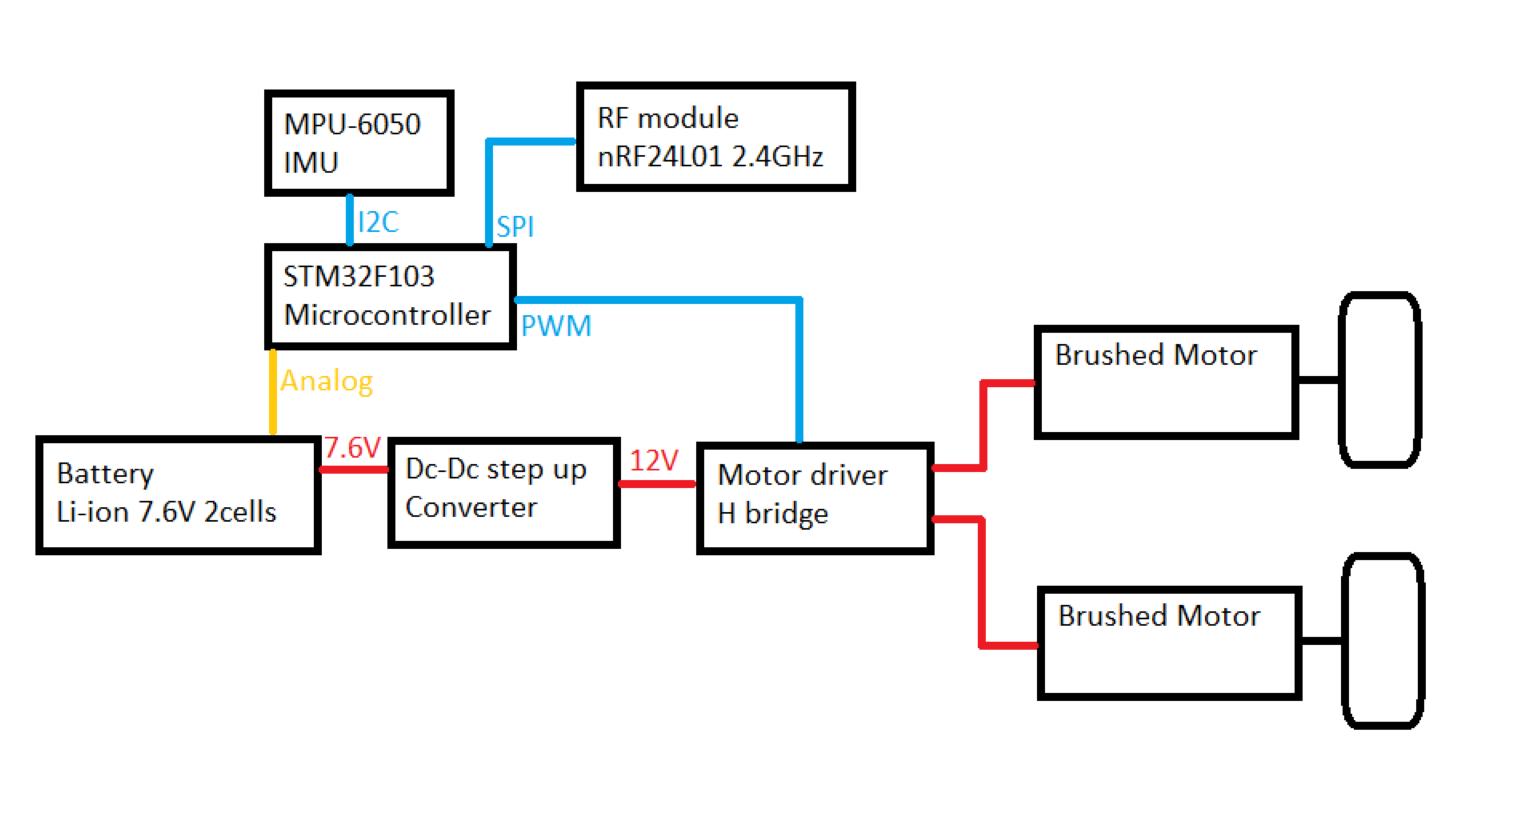 MPU-6050
IMU
RF module
nRF24L01 2.4GHz
I2C
SPI
STM32F103
Microcontroller
PWM
Analog
Brushed Motor
Battery
Li-ion 7.6V 2cells
7.6V
Dc-Dc step up
Converter
12V
Motor driver
H bridge
Brushed Motor